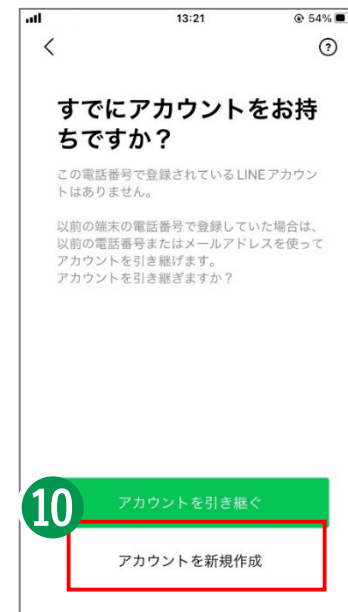 13:21
54%
?
すでにアカウントをお持
ちですか？
この電話番号で登録されているLINEアカウン
トはありません。
以前の端末の電話番号で登録していた場合は、
以前の電話番号またはメールアドレスを使って
アカウントを引き継げます。
アカウントを引き継ぎますか？
10
アカウントを引き継ぐ
アカウントを新規作成